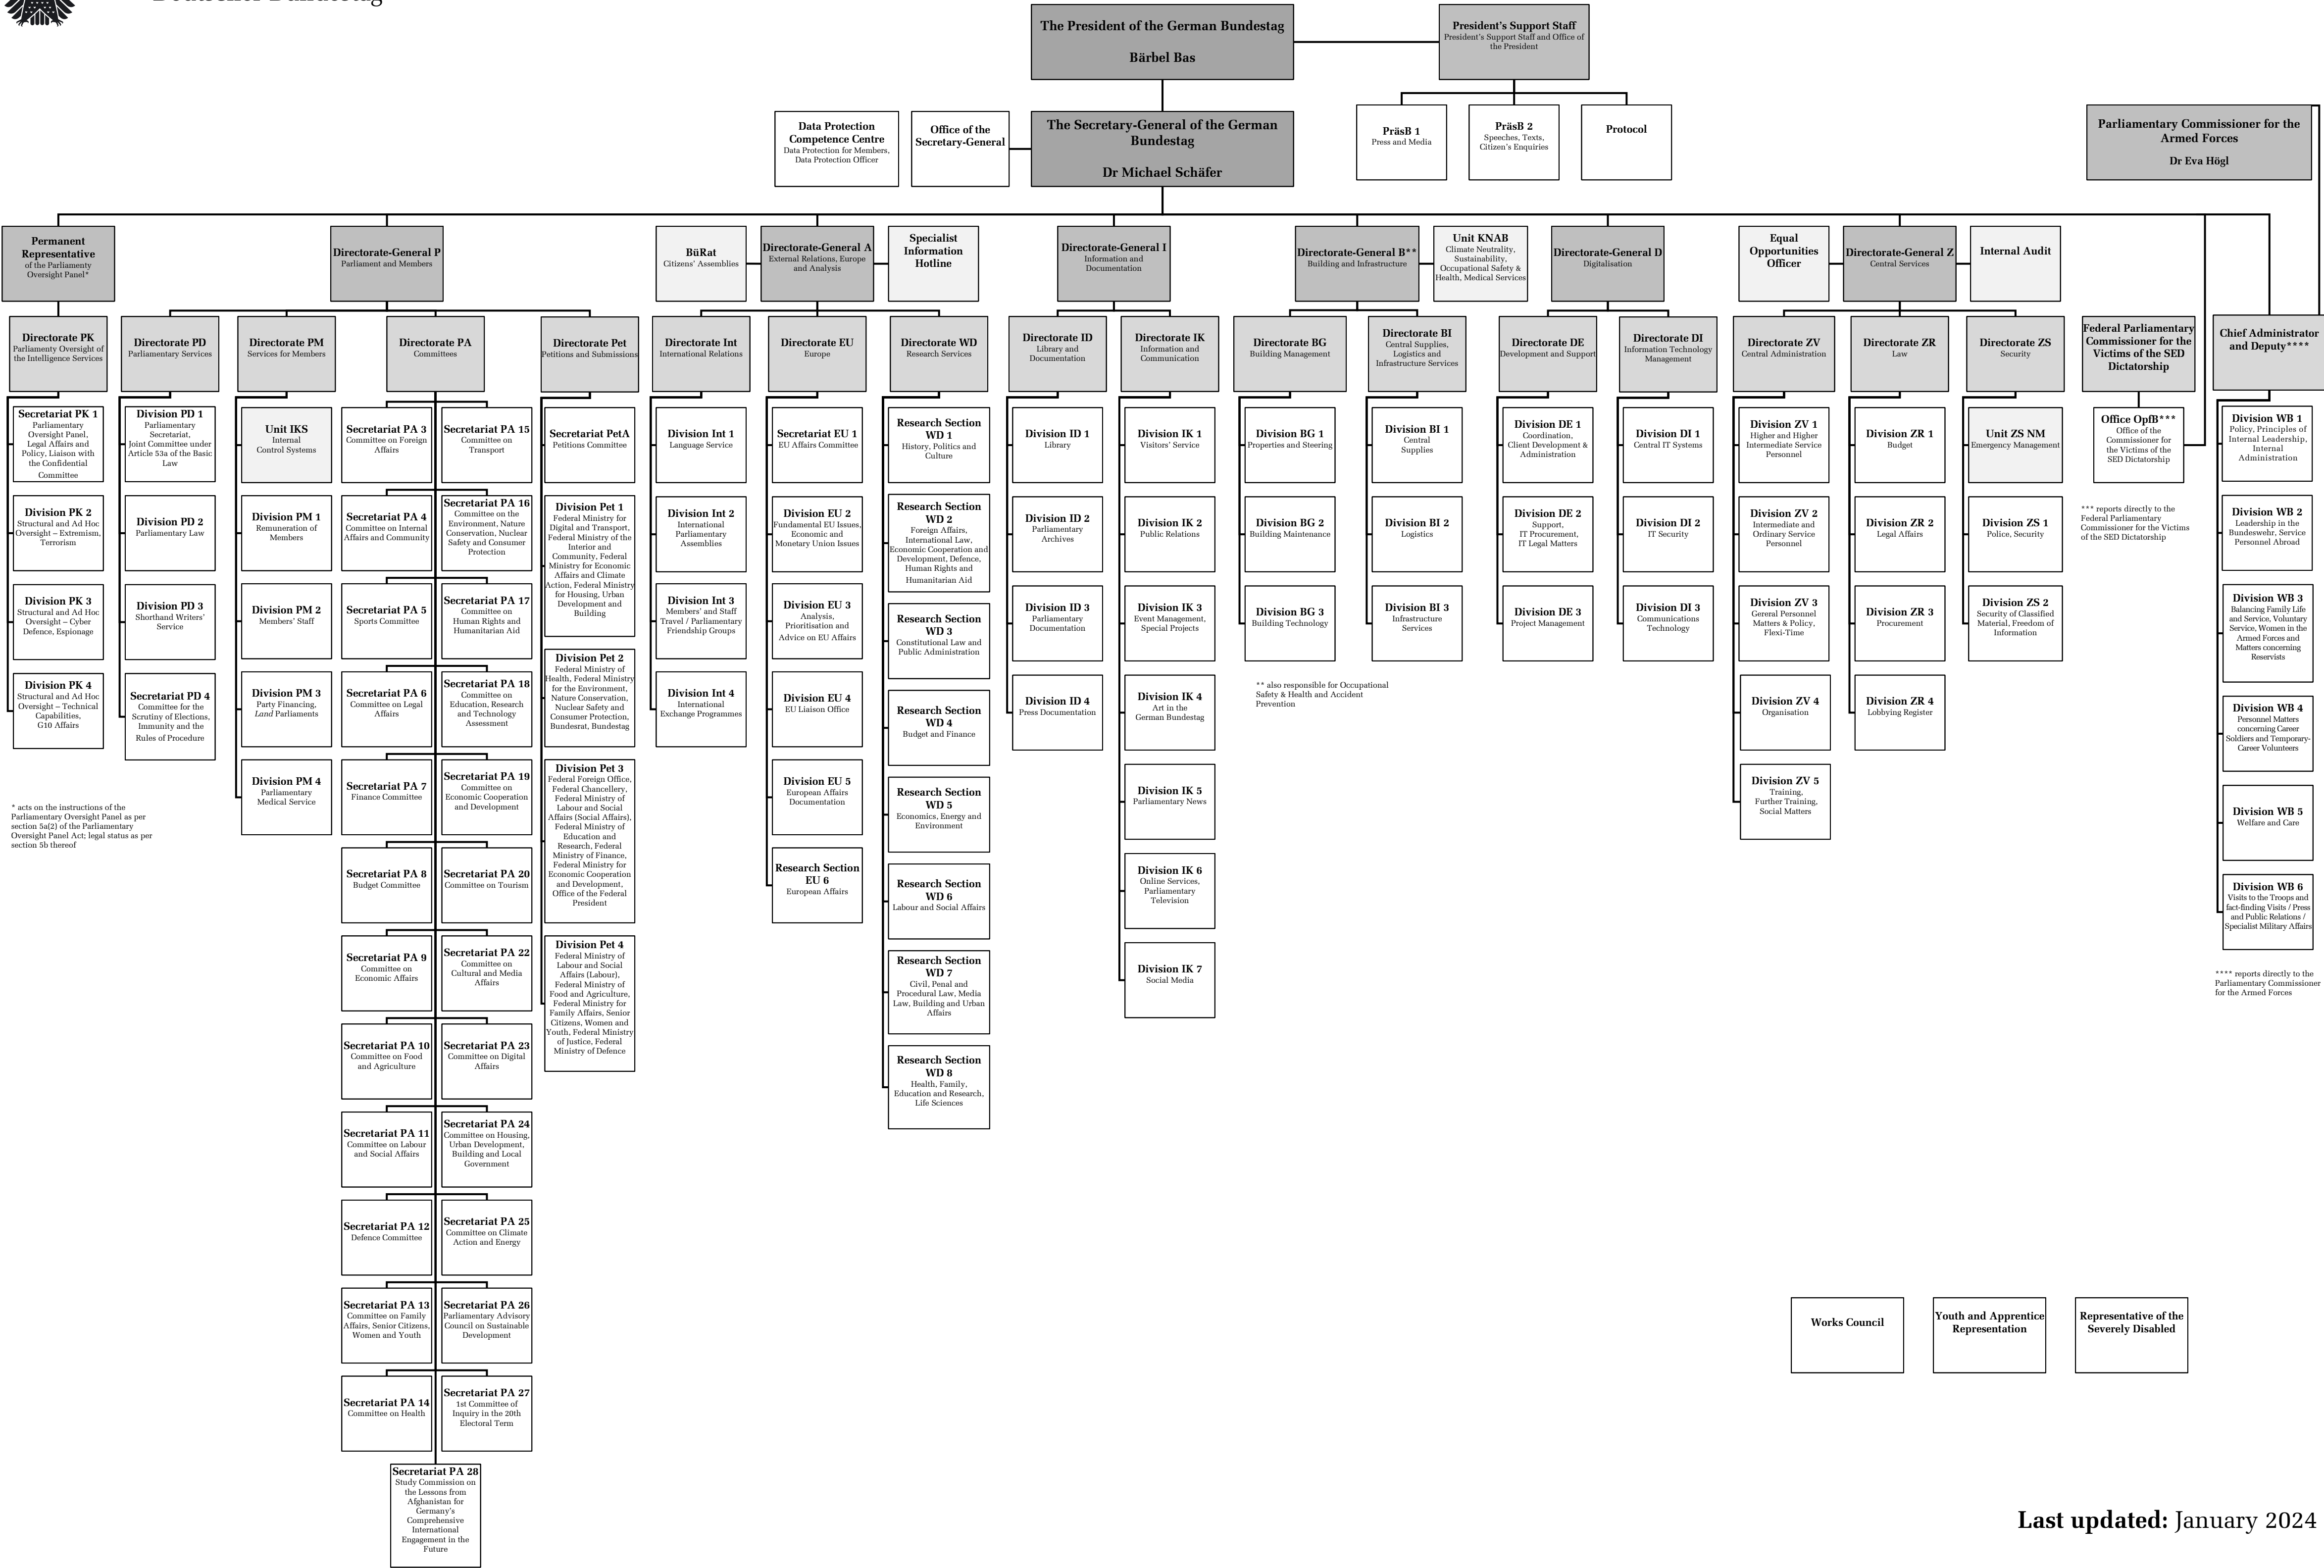 Deutscher Bundestag
The President of the German Bundestag
Bärbel Bas
President's Support Staff
President's Support Staff and Office of
the President
Data Protection
Competence Centre
Data Protection for Members,
Data Protection Officer
Office of the
Secretary-General
The Secretary-General of the German
Bundestag
Dr Michael Schäfer
PräsB 1
Press and Media
PräsB 2
Speeches, Texts,
Citizen's Enquiries
Protocol
Parliamentary Commissioner for the
Armed Forces
Dr Eva Högl
Permanent
Representative
of the Parliamenty
Oversight Panel*
Directorate-General P
Parliament and Members
BüRat
Citizens' Assemblies
Directorate-General A
External Relations, Europe
and Analysis
Specialist
Information
Hotline
Directorate-General I
Information and
Documentation
Directorate-General B**
Building and Infrastructure
Unit KNAB
Climate Neutrality,
Sustainability,
Occupational Safety &
Health, Medical Services
Directorate-General D
Digitalisation
Equal
Opportunities
Officer
Directorate-General Z
Central Services
Internal Audit
Directorate PK
Parliamenty Oversight of
the Intelligence Services
Directorate PD
Parliamentary Services
Directorate PM
Services for Members
Directorate PA
Committees
Directorate Pet
Petitions and Submissions
Directorate Int
International Relations
Directorate EU
Europe
Directorate WD
Research Services
Directorate ID
Library and
Documentation
Directorate IK
Information and
Communication
Directorate BG
Building Management
Directorate BI
Central Supplies,
Logistics and
Infrastructure Services
Directorate DE
Development and Support
Directorate DI
Information Technology
Management
Directorate ZV
Central Administration
Directorate ZR
Law
Directorate ZS
Security
Federal Parliamentary
Commissioner for the
Victims of the SED
Dictatorship
Chief Administrator
and Deputy****
Secretariat PK 1
Parliamentary
Oversight Panel,
Legal Affairs and
Policy, Liaison with
the Confidential
Committee
Division PK 2
Structural and Ad Hoc
Oversight – Extremism,
Terrorism
Division PK 3
Structural and Ad Hoc
Oversight – Cyber
Defence, Espionage
Division PK 4
Structural and Ad Hoc
Oversight – Technical
Capabilities,
G10 Affairs
* acts on the instructions of the
Parliamentary Oversight Panel as per
section 5a(2) of the Parliamentary
Oversight Panel Act; legal status as per
section 5b thereof
Division PD 1
Parliamentary
Secretariat,
Joint Committee under
Article 53a of the Basic
Law
Division PD 2
Parliamentary Law
Division PD 3
Shorthand Writers'
Service
Secretariat PD 4
Committee for the
Scrutiny of Elections,
Immunity and the
Rules of Procedure
Unit IKS
Internal
Control Systems
Division PM 1
Remuneration of
Members
Division PM 2
Members' Staff
Division PM 3
Party Financing,
Land Parliaments
Division PM 4
Parliamentary
Medical Service
Secretariat PA 3
Committee on Foreign
Affairs
Secretariat PA 15
Committee on
Transport
Secretariat PA 4
Committee on Internal
Affairs and Community
Secretariat PA 16
Committee on the
Environment, Nature
Conservation, Nuclear
Safety and Consumer
Protection
Secretariat PA 5
Sports Committee
Secretariat PA 17
Committee on
Human Rights and
Humanitarian Aid
Secretariat PA 6
Committee on Legal
Affairs
Secretariat PA 18
Committee on
Education, Research
and Technology
Assessment
Secretariat PA 7
Finance Committee
Secretariat PA 19
Committee on
Economic Cooperation
and Development
Secretariat PA 8
Budget Committee
Secretariat PA 20
Committee on Tourism
Secretariat PA 9
Committee on
Economic Affairs
Secretariat PA 22
Committee on
Cultural and Media
Affairs
Secretariat PA 10
Committee on Food
and Agriculture
Secretariat PA 23
Committee on Digital
Affairs
Secretariat PA 11
Committee on Labour
and Social Affairs
Secretariat PA 24
Committee on Housing,
Urban Development,
Building and Local
Government
Secretariat PA 12
Defence Committee
Secretariat PA 25
Committee on Climate
Action and Energy
Secretariat PA 13
Committee on Family
Affairs, Senior Citizens,
Women and Youth
Secretariat PA 26
Parliamentary Advisory
Council on Sustainable
Development
Secretariat PA 14
Committee on Health
Secretariat PA 27
1st Committee of
Inquiry in the 20th
Electoral Term
Secretariat PA 28
Study Commission on
the Lessons from
Afghanistan for
Germany's
Comprehensive
International
Engagement in the
Future
Secretariat PetA
Petitions Committee
Division Pet 1
Federal Ministry for
Digital and Transport,
Federal Ministry of the
Interior and
Community, Federal
Ministry for Economic
Affairs and Climate
Action, Federal Ministry
for Housing, Urban
Development and
Building
Division Pet 2
Federal Ministry of
Health, Federal Ministry
for the Environment,
Nature Conservation,
Nuclear Safety and
Consumer Protection,
Bundesrat, Bundestag
Division Pet 3
Federal Foreign Office,
Federal Chancellery,
Federal Ministry of
Labour and Social
Affairs (Social Affairs),
Federal Ministry of
Education and
Research, Federal
Ministry of Finance,
Federal Ministry for
Economic Cooperation
and Development,
Office of the Federal
President
Division Pet 4
Federal Ministry of
Labour and Social
Affairs (Labour),
Federal Ministry of
Food and Agriculture,
Federal Ministry for
Family Affairs, Senior
Citizens, Women and
Youth, Federal Ministry
of Justice, Federal
Ministry of Defence
Division Int 1
Language Service
Division Int 2
International
Parliamentary
Assemblies
Division Int 3
Members' and Staff
Travel / Parliamentary
Friendship Groups
Division Int 4
International
Exchange Programmes
Secretariat EU 1
EU Affairs Committee
Division EU 2
Fundamental EU Issues,
Economic and
Monetary Union Issues
Division EU 3
Analysis,
Prioritisation and
Advice on EU Affairs
Division EU 4
EU Liaison Office
Division EU 5
European Affairs
Documentation
Research Section
EU 6
European Affairs
Research Section
WD 1
History, Politics and
Culture
Research Section
WD 2
Foreign Affairs,
International Law,
Economic Cooperation and
Development, Defence,
Human Rights and
Humanitarian Aid
Research Section
WD 3
Constitutional Law and
Public Administration
Research Section
WD 4
Budget and Finance
Research Section
WD 5
Economics, Energy and
Environment
Research Section
WD 6
Labour and Social Affairs
Research Section
WD 7
Civil, Penal and
Procedural Law, Media
Law, Building and Urban
Affairs
Research Section
WD 8
Health, Family,
Education and Research,
Life Sciences
Division ID 1
Library
Division ID 2
Parliamentary
Archives
Division ID 3
Parliamentary
Documentation
Division ID 4
Press Documentation
Division IK 1
Visitors' Service
Division IK 2
Public Relations
Division IK 3
Event Management,
Special Projects
Division IK 4
Art in the
German Bundestag
Division IK 5
Parliamentary News
Division IK 6
Online Services,
Parliamentary
Television
Division IK 7
Social Media
Division BG 1
Properties and Steering
Division BG 2
Building Maintenance
Division BG 3
Building Technology
** also responsible for Occupational
Safety & Health and Accident
Prevention
Division BI 1
Central
Supplies
Division BI 2
Logistics
Division BI 3
Infrastructure
Services
Division DE 1
Coordination,
Client Development &
Administration
Division DE 2
Support,
IT Procurement,
IT Legal Matters
Division DE 3
Project Management
Division DI 1
Central IT Systems
Division DI 2
IT Security
Division DI 3
Communications
Technology
Division ZV 1
Higher and Higher
Intermediate Service
Personnel
Division ZV 2
Intermediate and
Ordinary Service
Personnel
Division ZV 3
Gereral Personnel
Matters & Policy,
Flexi-Time
Division ZV 4
Organisation
Division ZV 5
Training,
Further Training,
Social Matters
Division ZR 1
Budget
Division ZR 2
Legal Affairs
Division ZR 3
Procurement
Division ZR 4
Lobbying Register
Unit ZS NM
Emergency Management
Division ZS 1
Police, Security
Division ZS 2
Security of Classified
Material, Freedom of
Information
Office OpfB***
Office of the
Commissioner for
the Victims of the
SED Dictatorship
*** reports directly to the
Federal Parliamentary
Commissioner for the Victims
of the SED Dictatorship
Division WB 1
Policy, Principles of
Internal Leadership,
Internal
Administration
Division WB 2
Leadership in the
Bundeswehr, Service
Personnel Abroad
Division WB 3
Balancing Family Life
and Service, Voluntary
Service, Women in the
Armed Forces and
Matters concerning
Reservists
Division WB 4
Personnel Matters
concerning Career
Soldiers and Temporary-
Career Volunteers
Division WB 5
Welfare and Care
Division WB 6
Visits to the Troops and
fact-finding Visits / Press
and Public Relations /
Specialist Military Affairs
**** reports directly to the
Parliamentary Commissioner
for the Armed Forces
Works Council
Youth and Apprentice
Representation
Representative of the
Severely Disabled
Last updated: January 2024